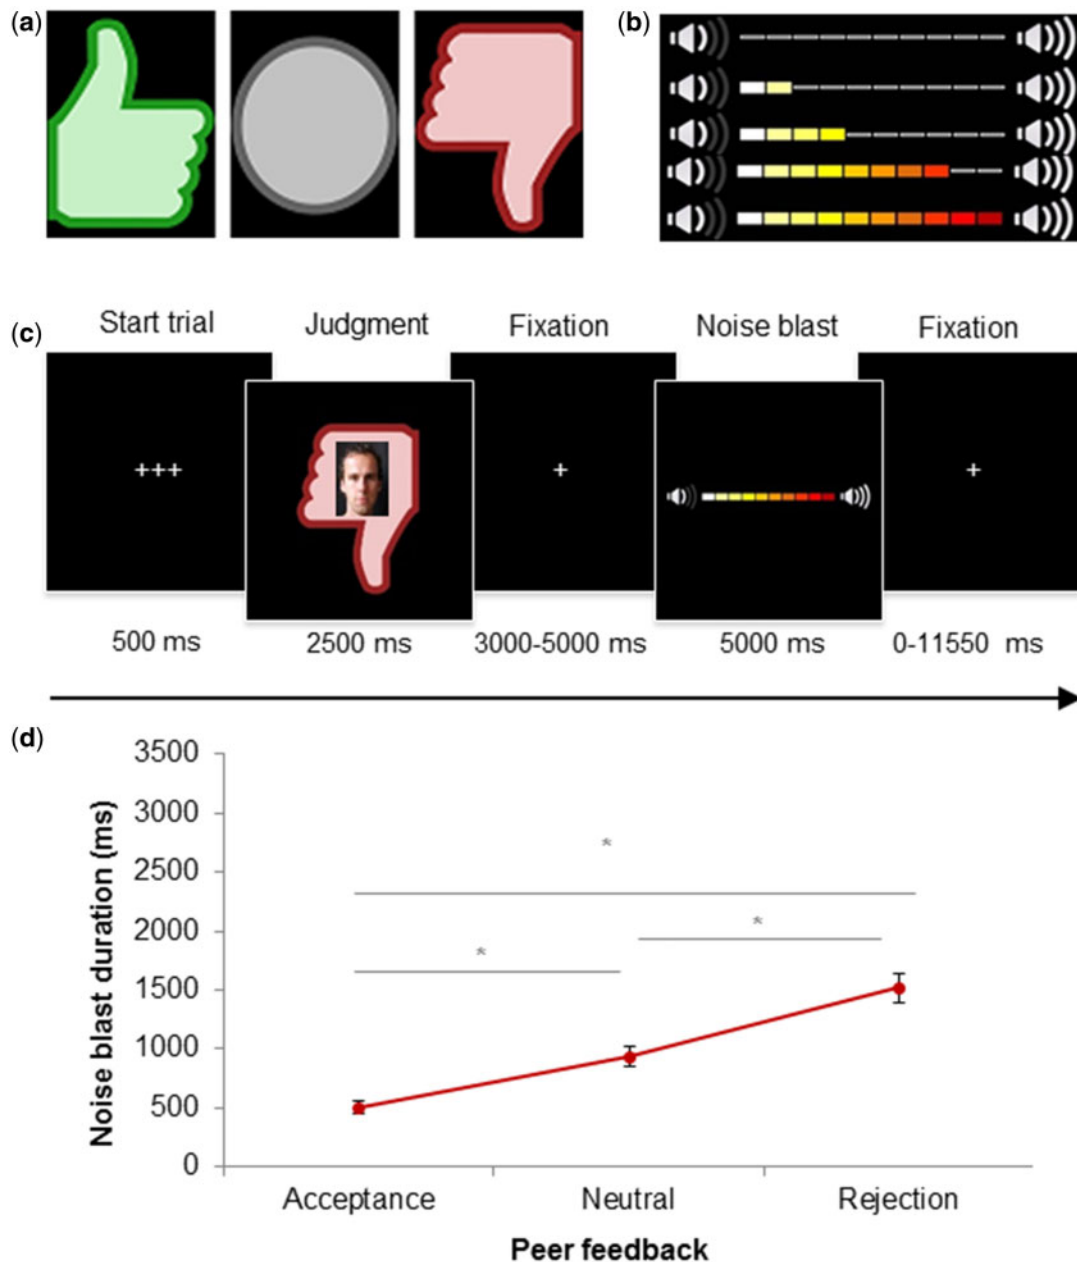 (a)
(b)
(c)
Start trial Judgment Fixation Noise blast Fixation
+++ + +
500 ms 2500 ms 3000-5000 ms 5000 ms 0-11550 ms
(d)
Noise blast duration (ms)
3500
3000
*
2500
2000
*
*
1500
1000
500
0
Acceptance Neutral Rejection
Peer feedback